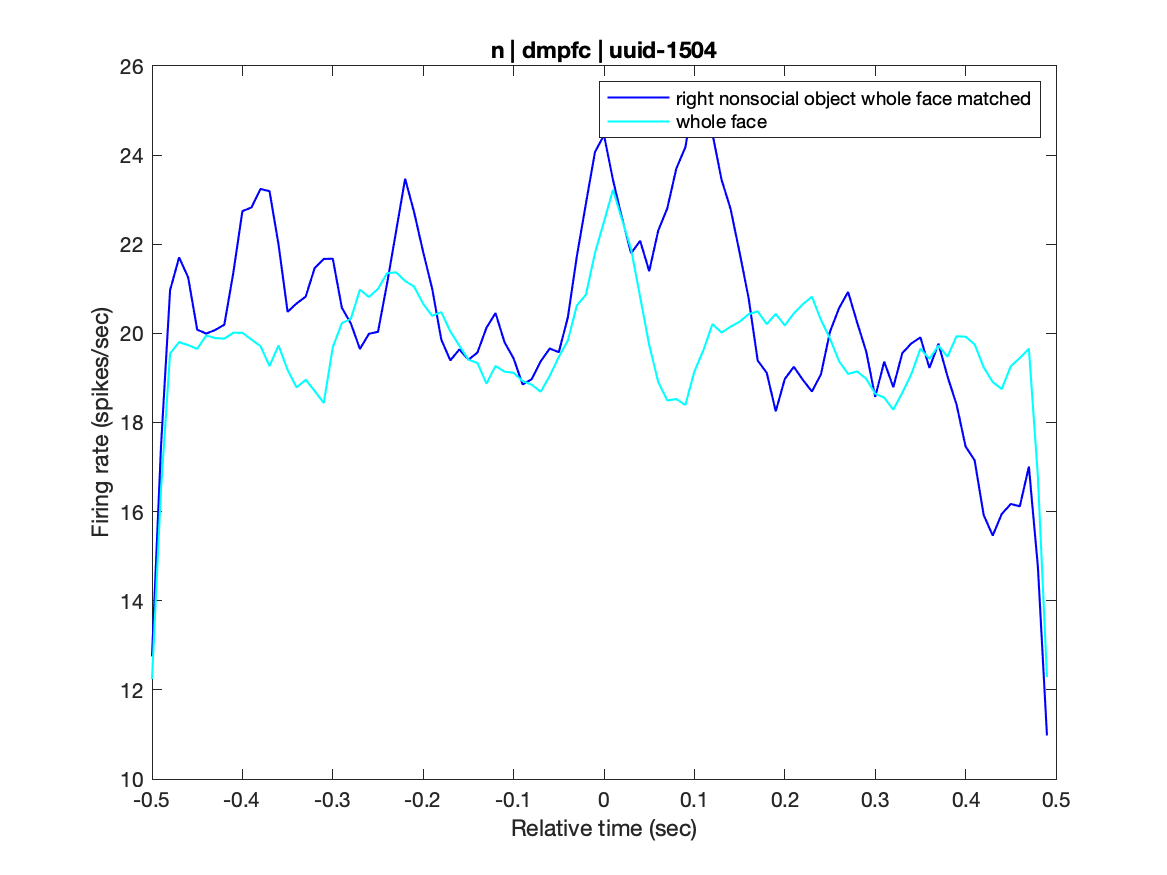 n | dmpfc | uuid-1504
26
24
22
20
18
16
14
12
10
right nonsocial object whole face matched
whole face
Firing rate (spikes/sec)
-0.5 -0.4 -0.3 -0.2 -0.1 0 0.1 0.2 0.3 0.4 0.5
Relative time (sec)